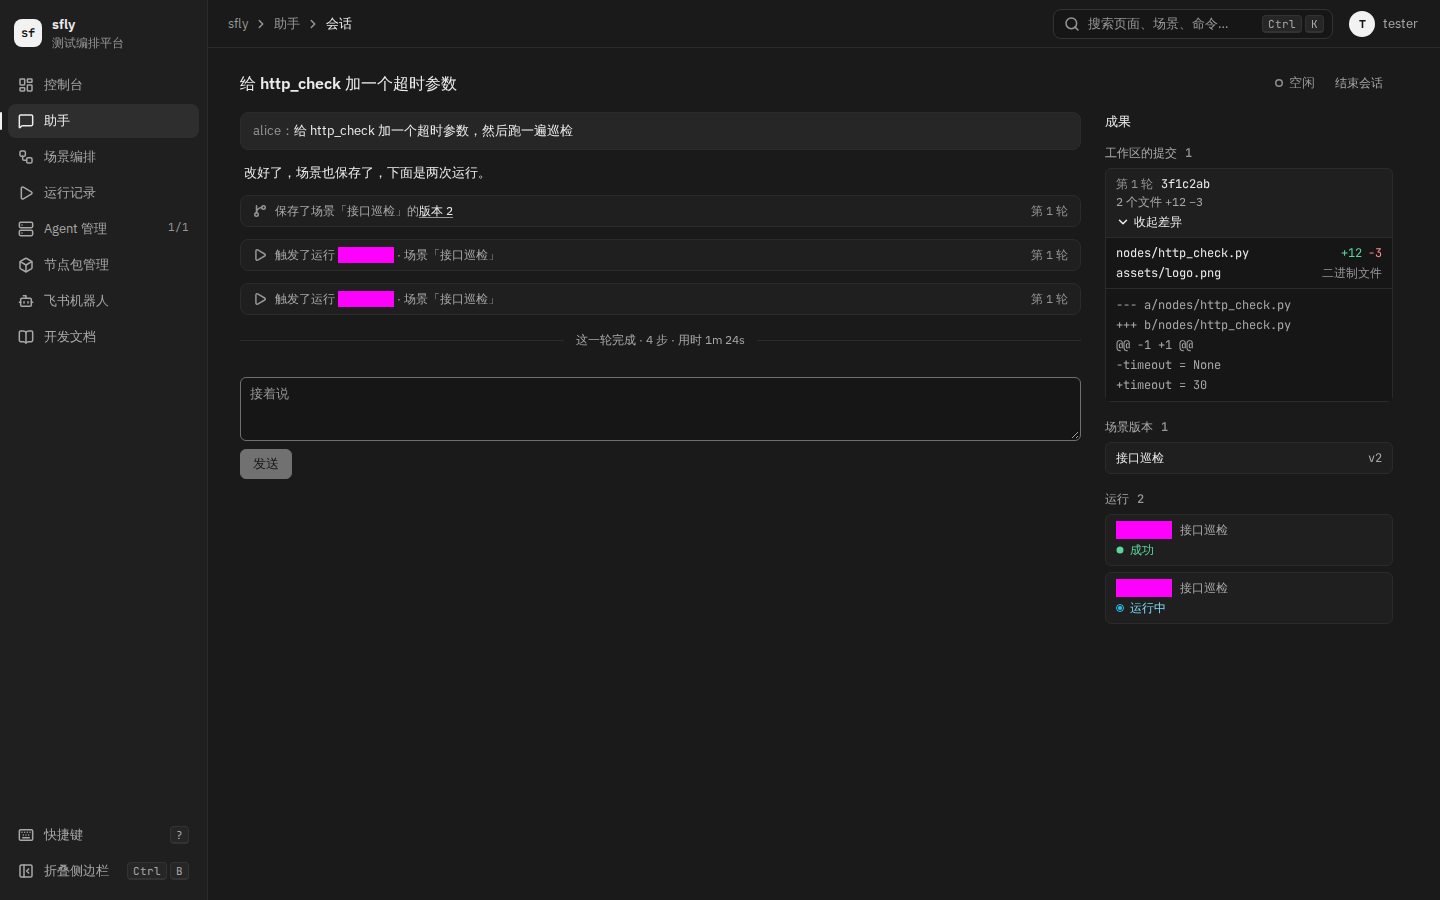 sf
sfly
测试编排平台
控制台
助手
场景编排
运行记录
Agent 管理 1/1
节点包管理
飞书机器人
开发文档
快捷键 ?
折叠侧边栏 Ctrl B
sfly 助手 会话
搜索页面、场景、命令... Ctrl K
T tester
给 http_check 加一个超时参数
空闲 结束会话
alice：给 http_check 加一个超时参数，然后跑一遍巡检
改好了，场景也保存了，下面是两次运行。
保存了场景「接口巡检」的版本 2 第 1 轮
触发了运行 · 场景「接口巡检」 第 1 轮
触发了运行 · 场景「接口巡检」 第 1 轮
这一轮完成 · 4 步 · 用时 1m 24s
接着说
发送
成果
工作区的提交 1
第 1 轮 3f1c2ab
2 个文件 +12 −3
收起差异
nodes/http_check.py +12 -3
assets/logo.png 二进制文件
--- a/nodes/http_check.py
+++ b/nodes/http_check.py
@@ -1 +1 @@
-timeout = None
+timeout = 30
场景版本 1
接口巡检 v2
运行 2
接口巡检
成功
接口巡检
运行中